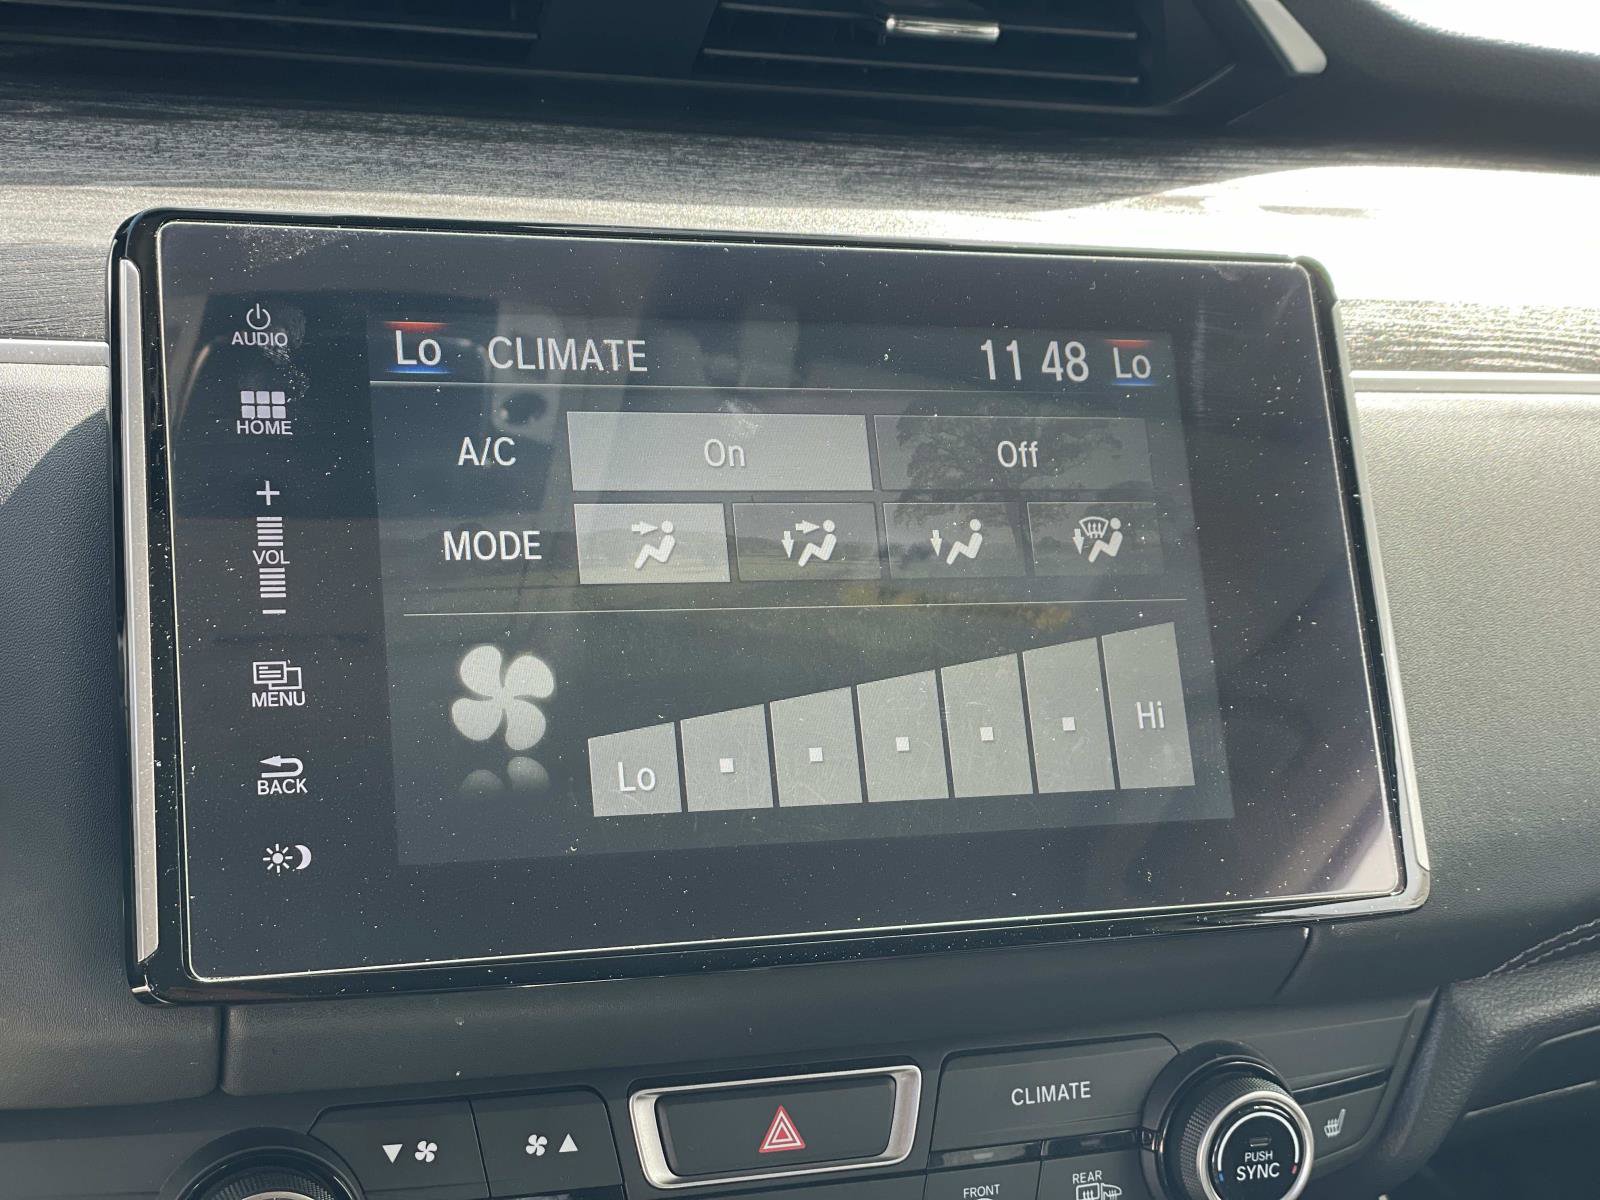 AUDIO
Lo CLIMATE 11 48 Lo
HOME
A/C On Off
+
VOL
-
MODE
MENU
Lo Hi
BACK
CLIMATE
PUSH
SYNC
FRONT
REAR